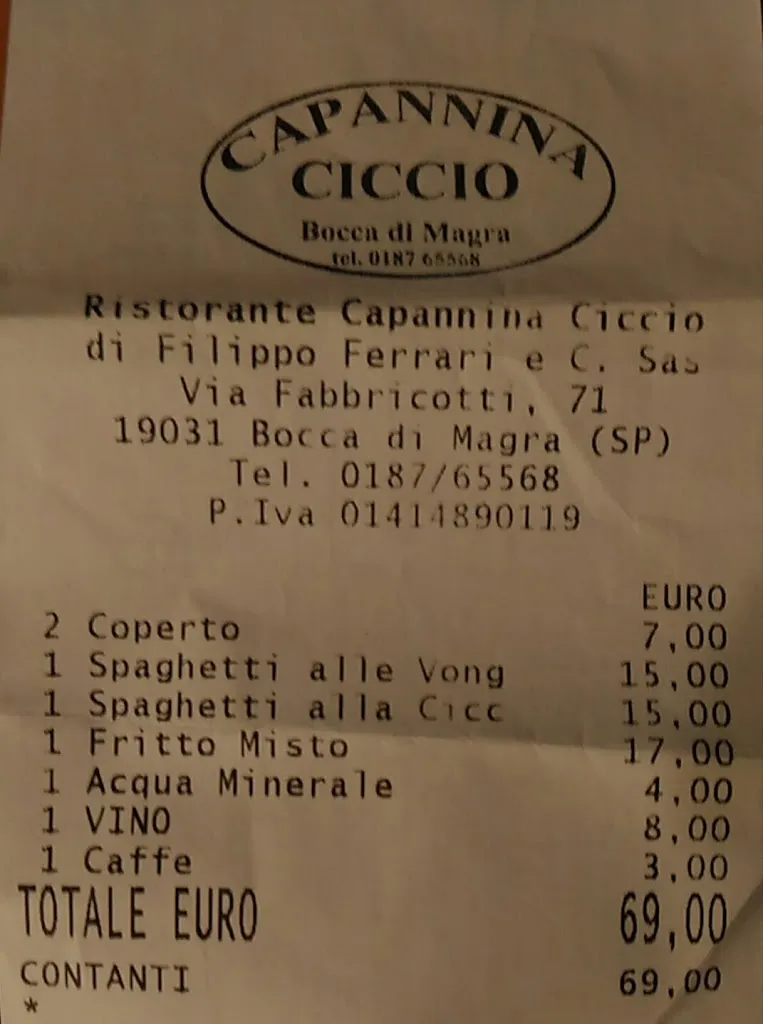 CAPANNINA
CICCIO
Bocca di Magra
tel. 0187 65568
Ristorante Capannina Ciccio
di Filippo Ferrari e C. Sas
Via Fabbricotti, 71
19031 Bocca di Magra (SP)
Tel. 0187/65568
P.Iva 01414890119
EURO
2 Coperto 7,00
1 Spaghetti alle Vong 15,00
1 Spaghetti alla Cicc 15,00
1 Fritto Misto 17,00
1 Acqua Minerale 4,00
1 VINO 8,00
1 Caffe 3,00
TOTALE EURO 69,00
CONTANTI 69,00
*